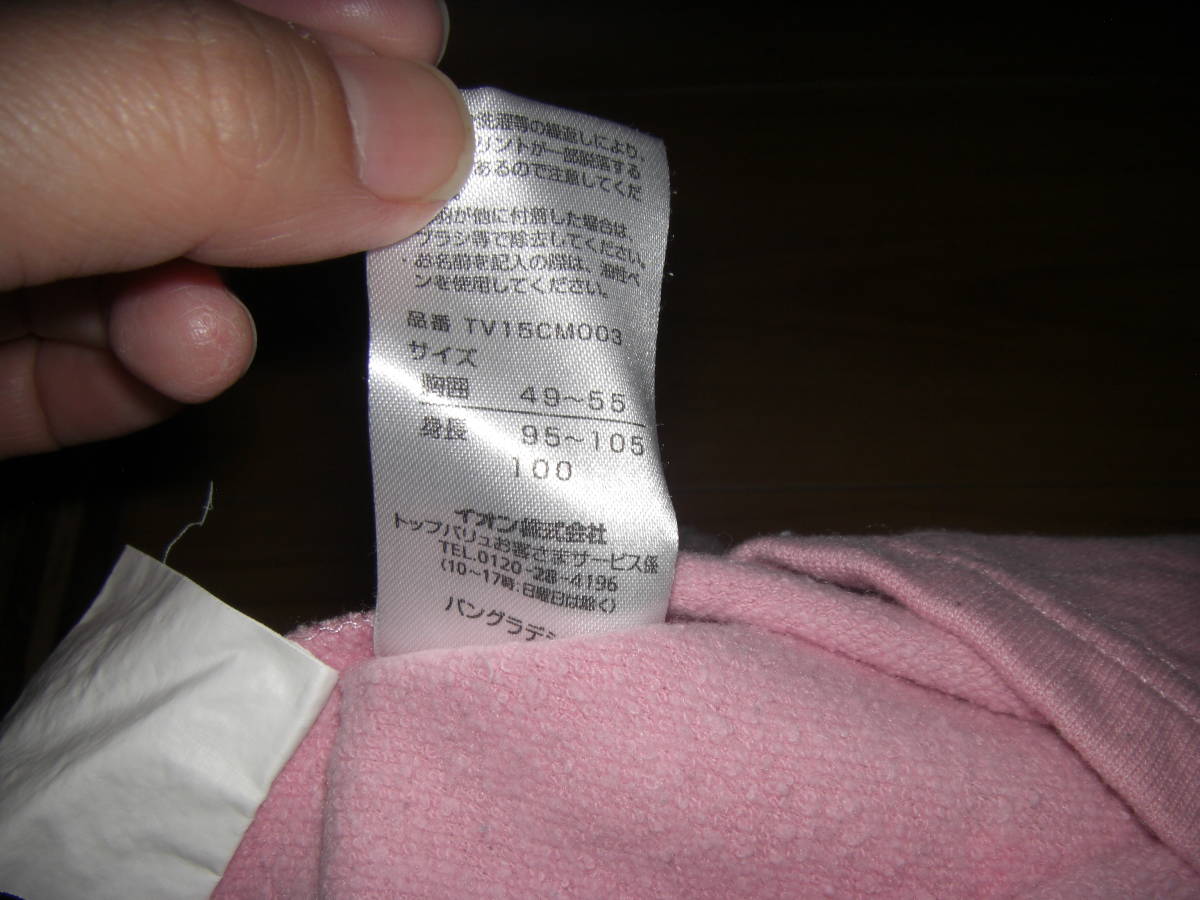 洗濯等の繰返しにより、
プリントが一部脱落する
あるので注意してくだ
が他に付着した場合は、
ブラシ等で除去してください。
・お名前を記入の際は、油性ペ
ンを使用してください。
品番 TV15CM003
サイズ
胸囲 49~55
身長 95~105
100
イオン株式会社
トップバリュお客さまサービス係
TEL.0120-28-4196
(10~17時:日曜日は除く)
バングラデ